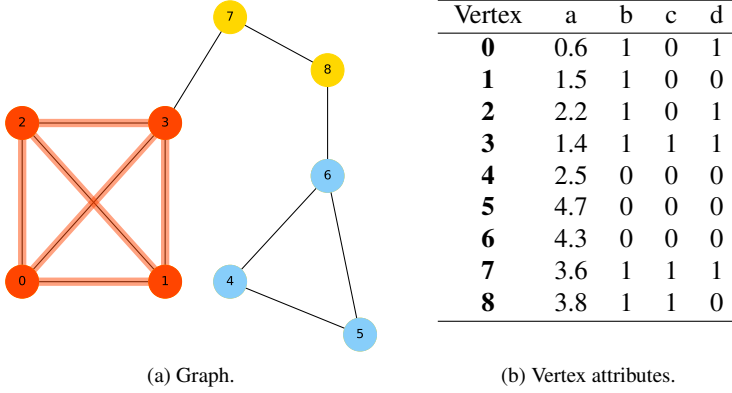 7
8
2
3
6
0
1
4
5
(a) Graph.
Vertex a b c d
0 0.6 1 0 1
1 1.5 1 0 0
2 2.2 1 0 1
3 1.4 1 1 1
4 2.5 0 0 0
5 4.7 0 0 0
6 4.3 0 0 0
7 3.6 1 1 1
8 3.8 1 1 0
(b) Vertex attributes.